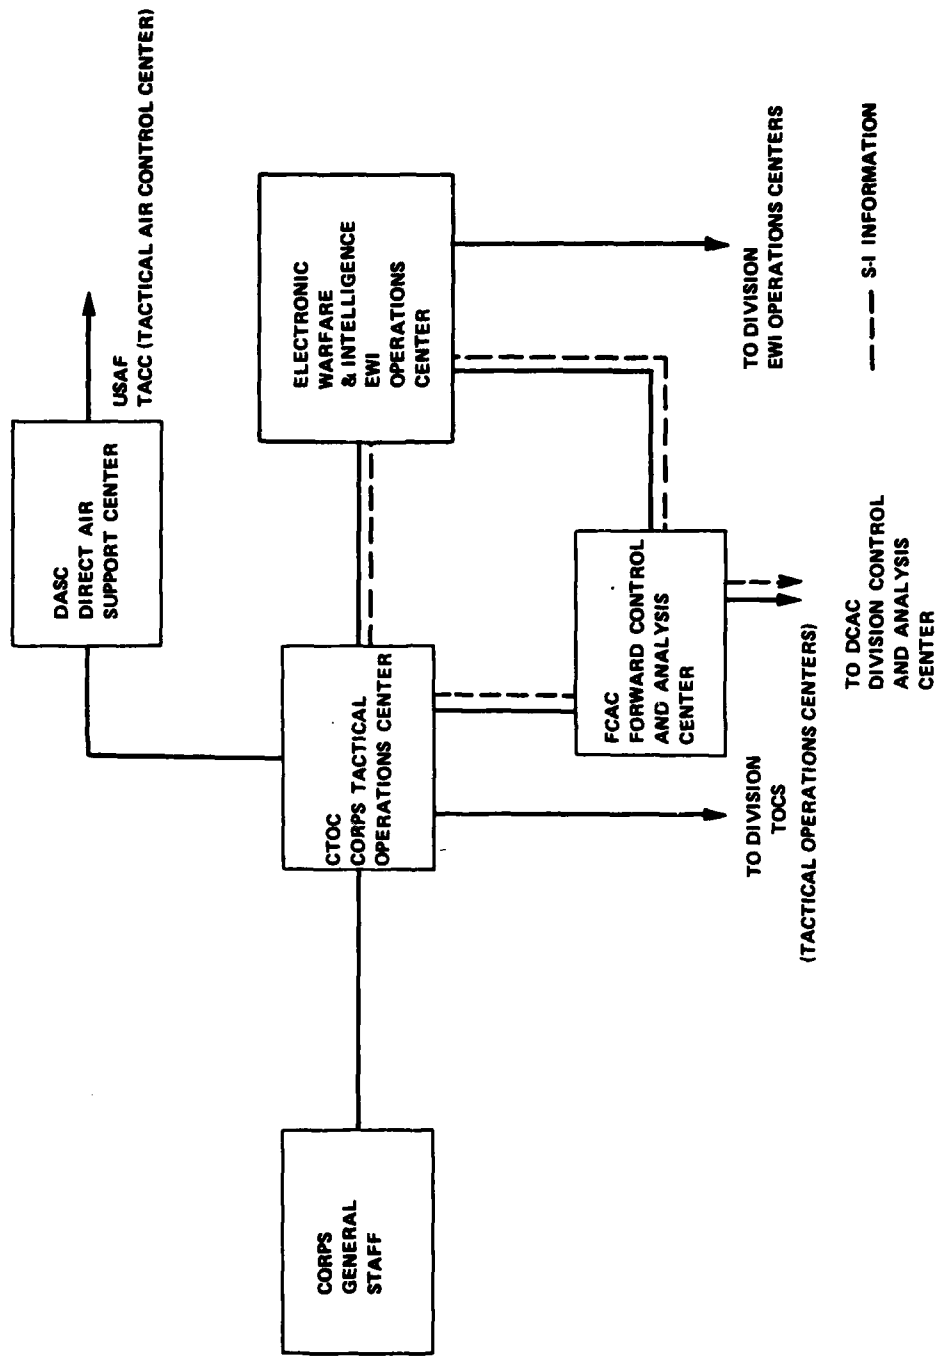 DASC
DIRECT AIR
SUPPORT CENTER
USAF
TACC (TACTICAL AIR CONTROL CENTER)
CORPS
GENERAL
STAFF
CTOC
CORPS TACTICAL
OPERATIONS CENTER
ELECTRONIC
WARFARE
& INTELLIGENCE
EWI
OPERATIONS
CENTER
FCAC
FORWARD CONTROL
AND ANALYSIS
CENTER
TO DIVISION
TOCS
(TACTICAL OPERATIONS CENTERS)
TO DCAC
DIVISION CONTROL
AND ANALYSIS
CENTER
TO DIVISION
EWI OPERATIONS CENTERS
S-I INFORMATION